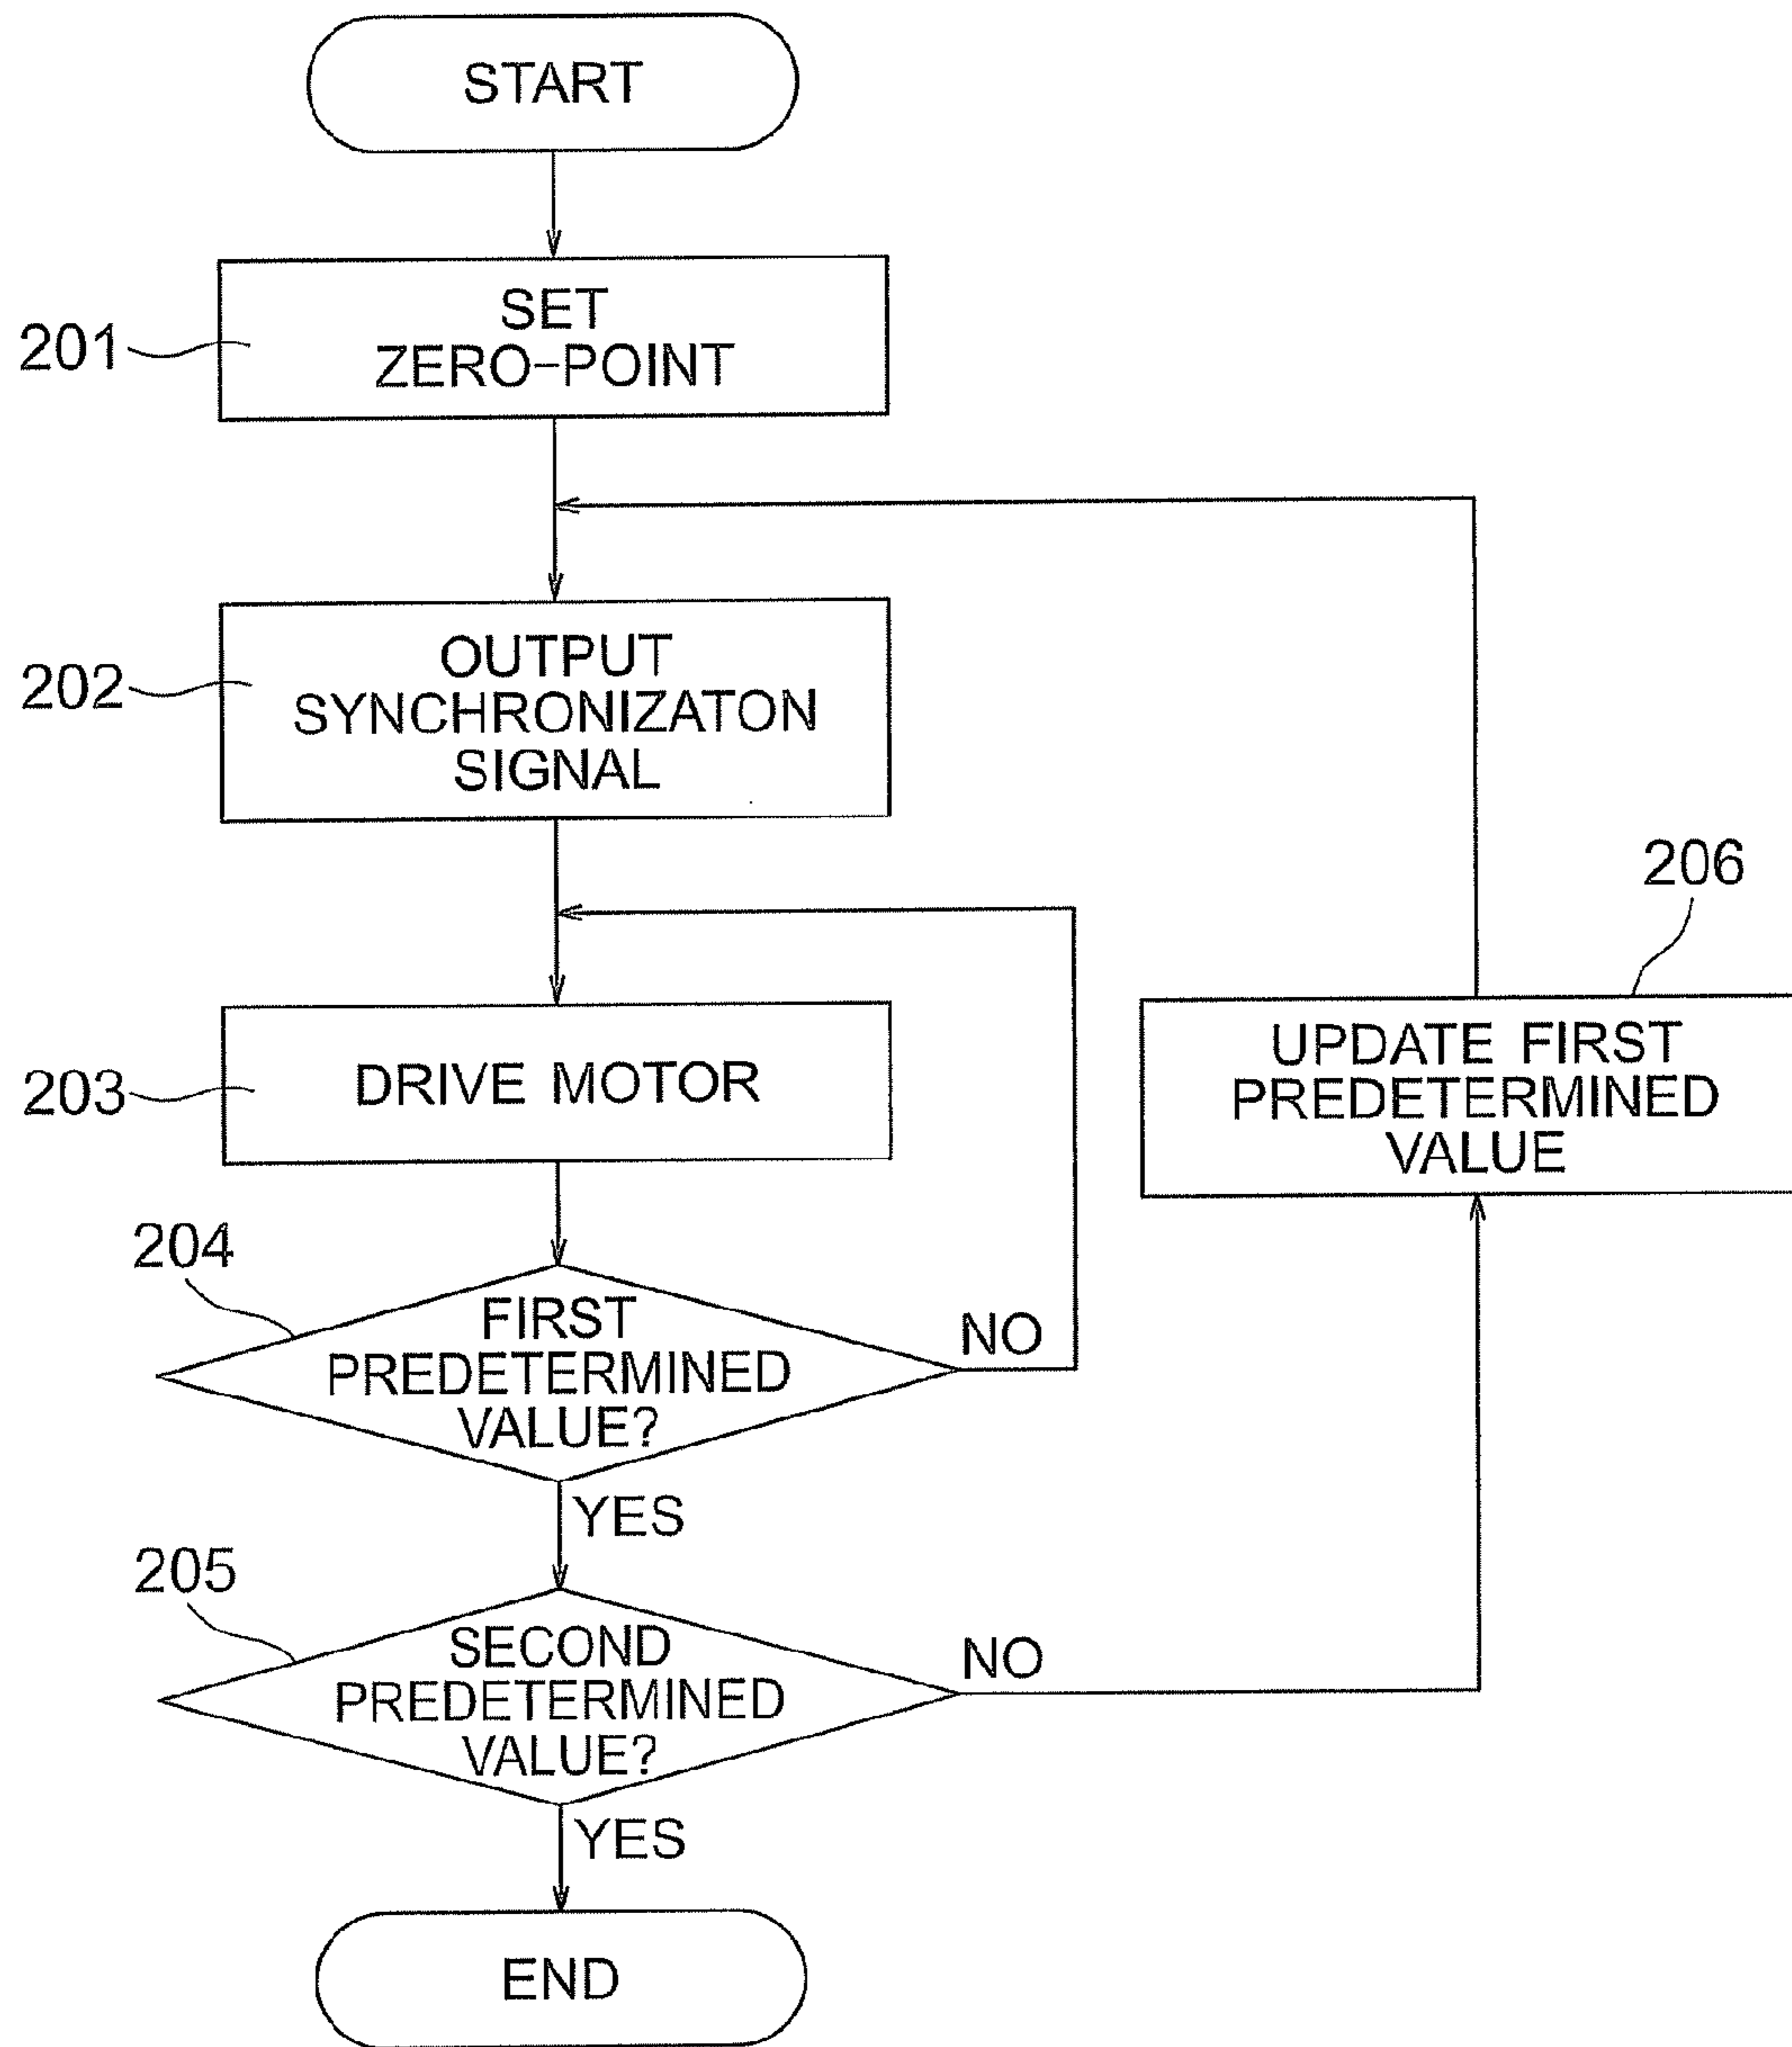 START
201
SET
ZERO-POINT
202
OUTPUT
SYNCHRONIZATON
SIGNAL
203
DRIVE MOTOR
206
UPDATE FIRST
PREDETERMINED
VALUE
204
FIRST
PREDETERMINED
VALUE?
NO
YES
205
SECOND
PREDETERMINED
VALUE?
NO
YES
END